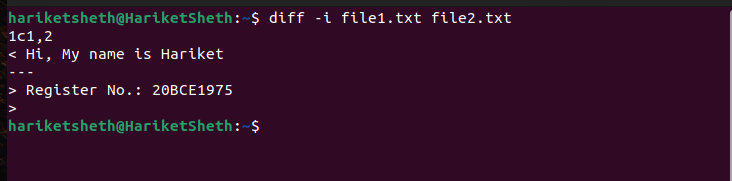 hariketsheth@HariketSheth:~$ diff -i file1.txt file2.txt
1c1,2
< Hi, My name is Hariket
---
> Register No.: 20BCE1975
>
hariketsheth@HariketSheth:~$